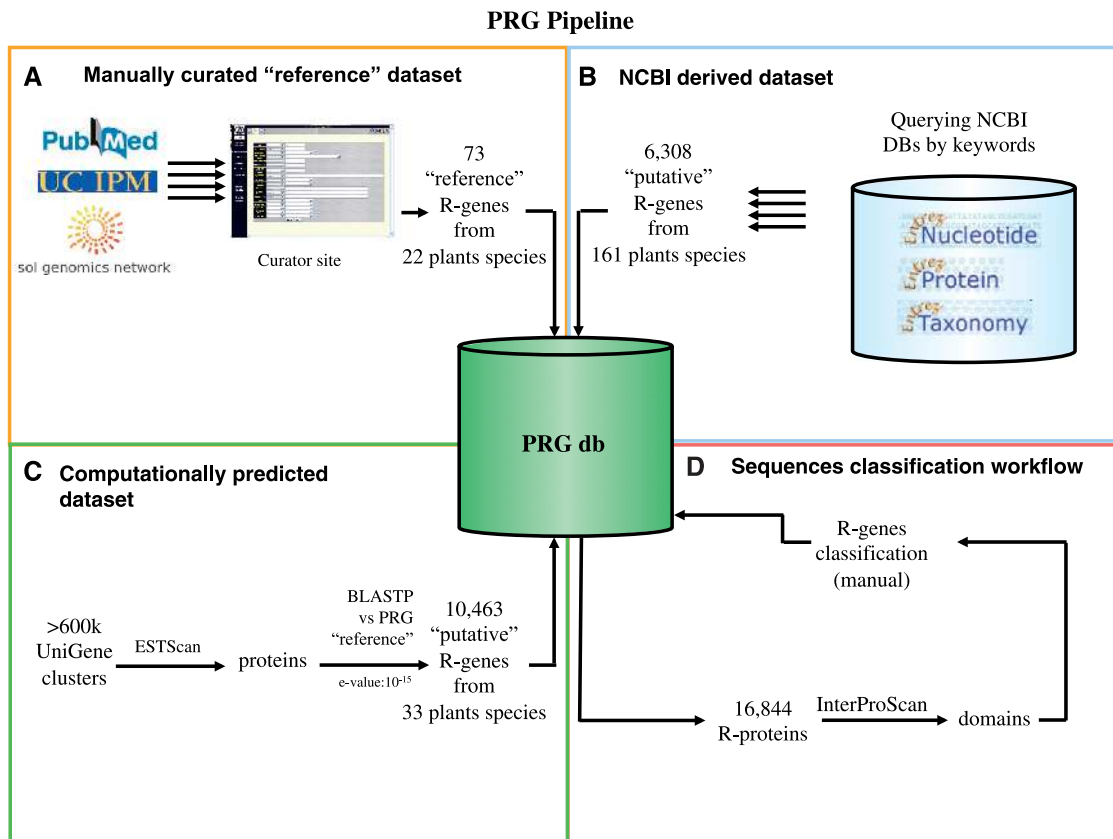 PRG Pipeline
A Manually curated “reference” dataset
PubMed
UC IPM
sol genomics network
Curator site
73
“reference”
R-genes
from
22 plants species
B NCBI derived dataset
Querying NCBI
DBs by keywords
6,308
“putative”
R-genes
from
161 plants species
Entrez Nucleotide
Entrez Protein
Entrez Taxonomy
PRG db
C Computationally predicted
dataset
>600k
UniGene
clusters
ESTScan
proteins
BLASTP
vs PRG
“reference”
e-value:10⁻¹⁵
10,463
“putative”
R-genes
from
33 plants species
D Sequences classification workflow
R-genes
classification
(manual)
16,844
R-proteins
InterProScan
domains